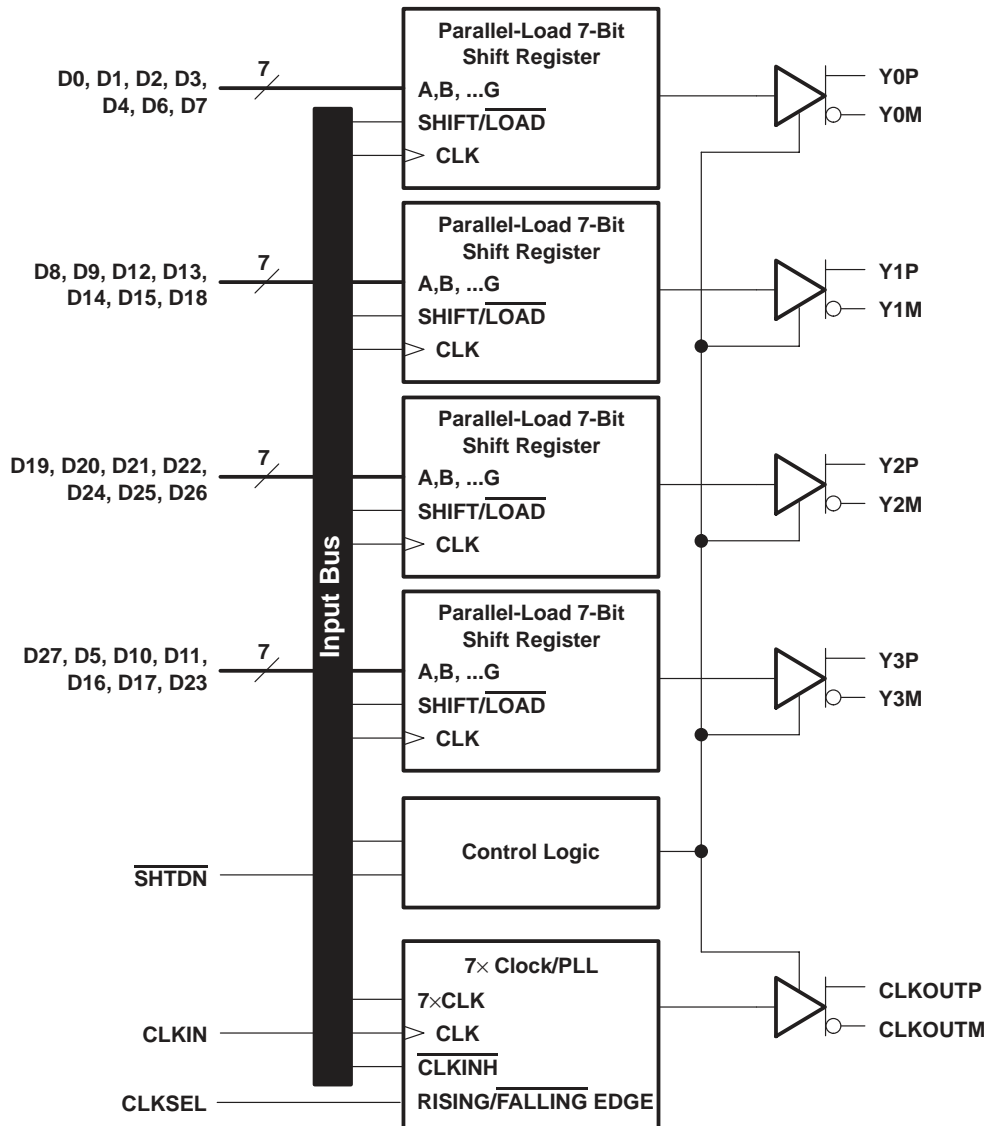 Parallel-Load 7-Bit
Shift Register
D0, D1, D2, D3,
D4, D6, D7
7
A,B, ...G
SHIFT/LOAD
CLK
Y0P
Y0M
Parallel-Load 7-Bit
Shift Register
D8, D9, D12, D13,
D14, D15, D18
7
A,B, ...G
SHIFT/LOAD
CLK
Y1P
Y1M
Parallel-Load 7-Bit
Shift Register
D19, D20, D21, D22,
D24, D25, D26
7
A,B, ...G
SHIFT/LOAD
CLK
Y2P
Y2M
Input Bus
Parallel-Load 7-Bit
Shift Register
D27, D5, D10, D11,
D16, D17, D23
7
A,B, ...G
SHIFT/LOAD
CLK
Y3P
Y3M
Control Logic
SHTDN
7× Clock/PLL
7×CLK
CLKIN
CLK
CLKINH
CLKSEL
RISING/FALLING EDGE
CLKOUTP
CLKOUTM